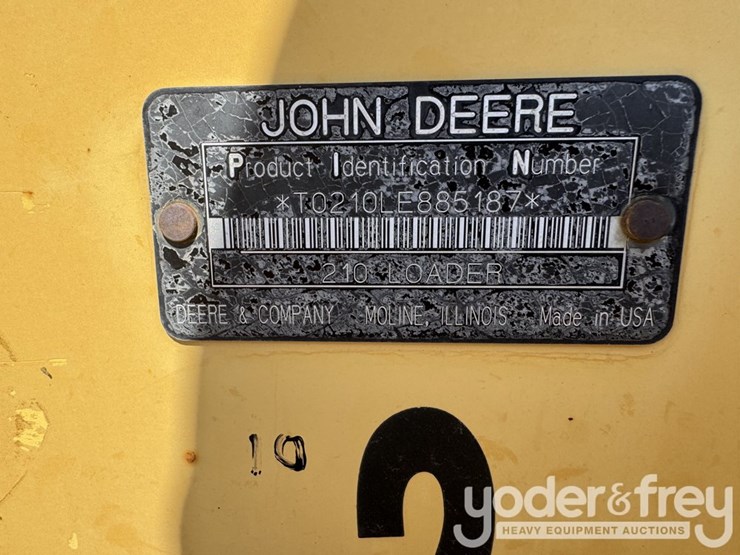 JOHN DEERE
Product Identification Number
*T0210LE885187*
210 LOADER
DEERE & COMPANY MOLINE, ILLINOIS Made in USA
10
2
yoder&frey
HEAVY EQUIPMENT AUCTIONS